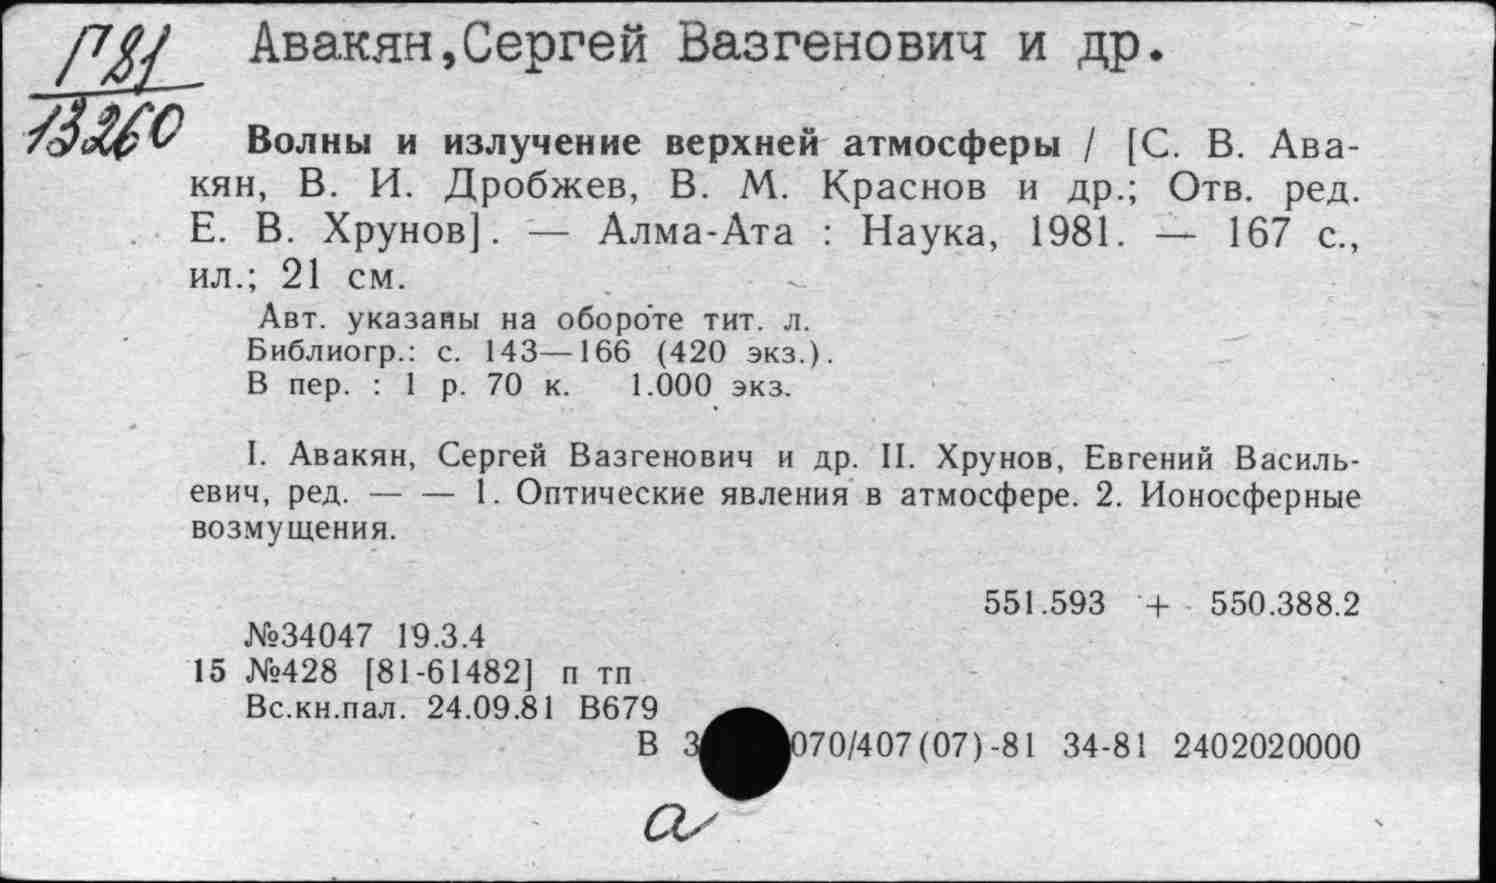 П81
13260
Авакян,Сергей Вазгенович и др.
Волны и излучение верхней атмосферы / [С. В. Ава-
кян, В. И. Дробжев, В. М. Краснов и др.; Отв. ред.
Е. В. Хрунов]. — Алма-Ата : Наука, 1981. — 167 с.,
ил.; 21 см.
Авт. указаны на обороте тит. л.
Библиогр.: с. 143—166 (420 экз.).
В пер. : 1 р. 70 к. 1.000 экз.
I. Авакян, Сергей Вазгенович и др. II. Хрунов, Евгений Василь-
евич, ред. — — 1. Оптические явления в атмосфере. 2. Ионосферные
возмущения.
551.593 + 550.388.2
№34047 19.3.4
15 №428 [81-61482] п тп
Вс.кн.пал. 24.09.81 В679
В 3 070/407(07)-81 34-81 2402020000
а